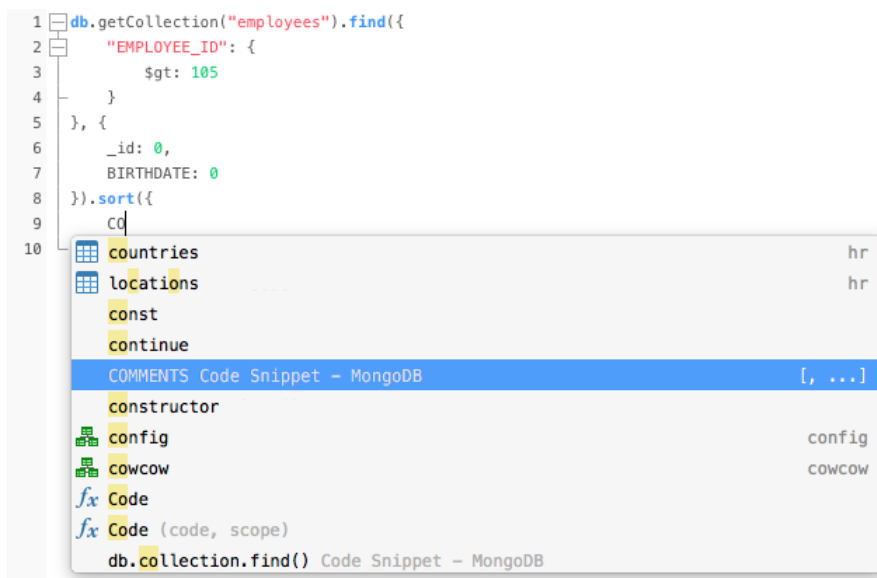 1 db.getCollection("employees").find({
2 "EMPLOYEE_ID": {
3 $gt: 105
4 }
5 }, {
6 _id: 0,
7 BIRTHDATE: 0
8 }).sort({
9 CO
10
countries hr
locations hr
const
continue
COMMENTS Code Snippet – MongoDB [, ...]
constructor
config config
cowcow cowcow
fx Code
fx Code (code, scope)
db.collection.find() Code Snippet – MongoDB